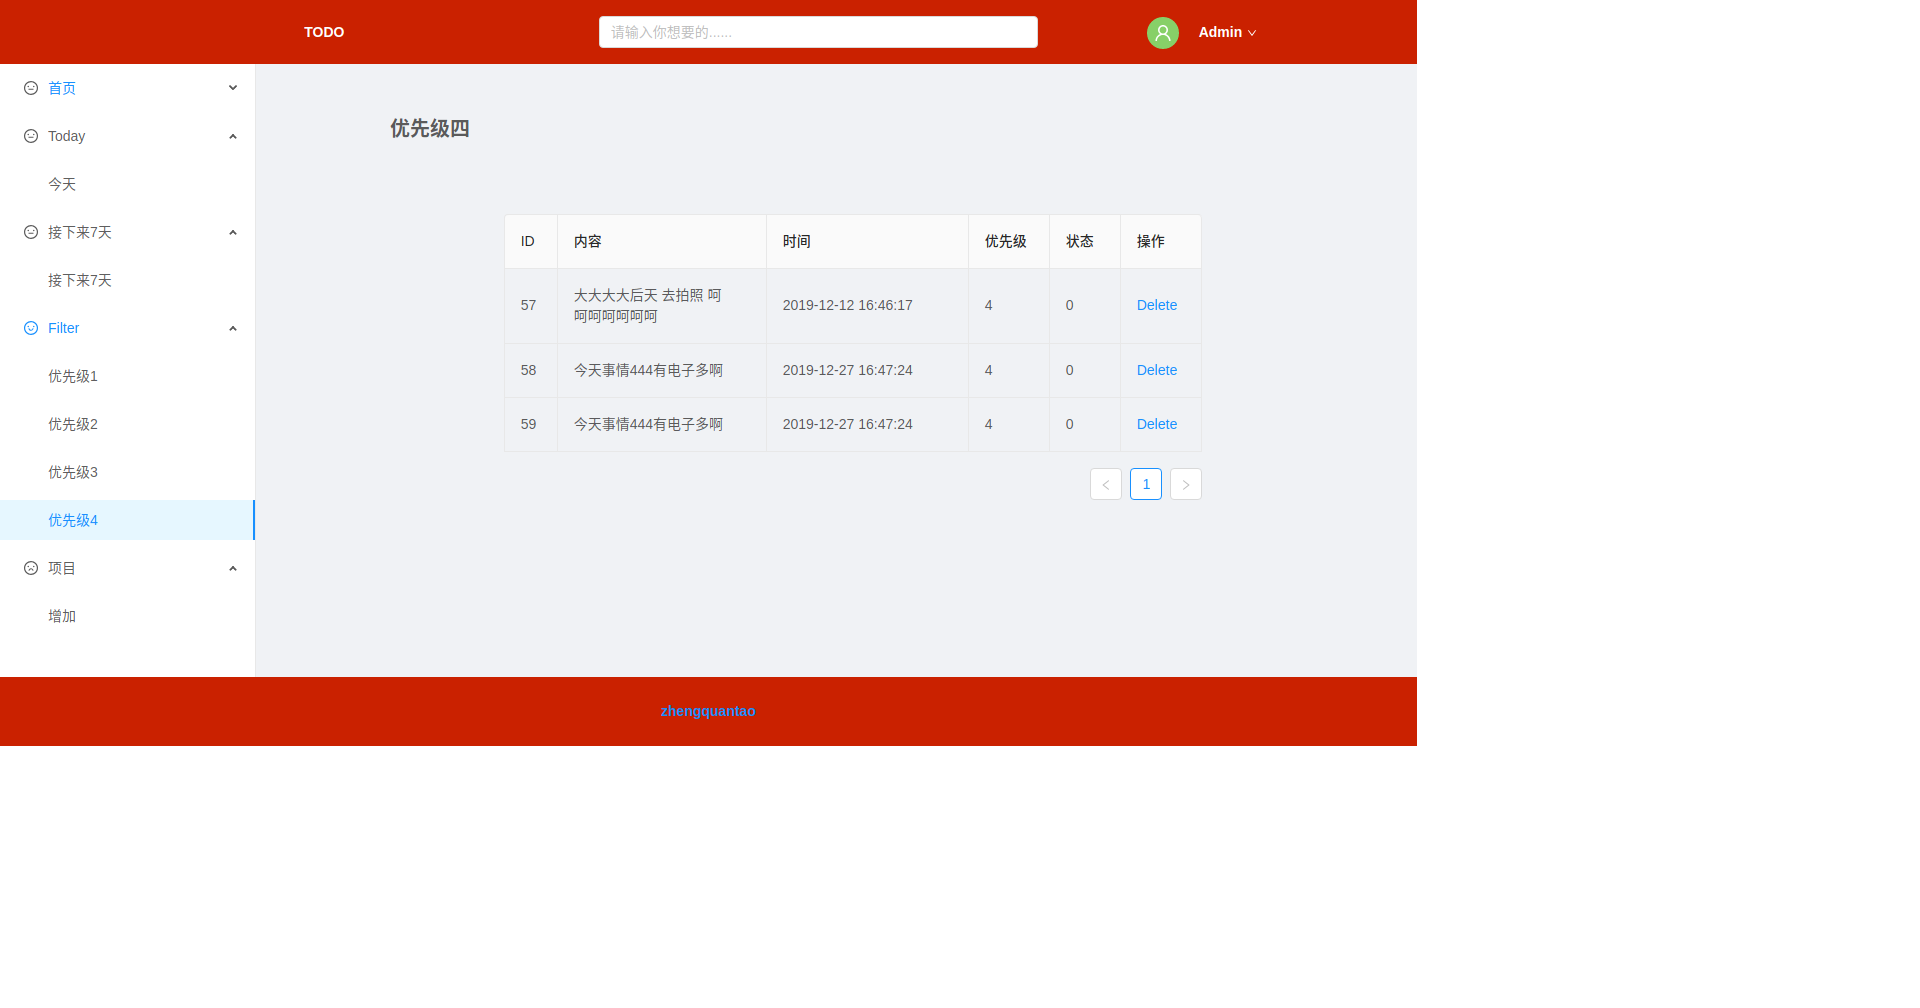 TODO
请输入你想要的......
Admin
首页
Today
今天
接下来7天
接下来7天
Filter
优先级1
优先级2
优先级3
优先级4
项目
增加
优先级四
ID 内容 时间 优先级 状态 操作
57 大大大大后天 去拍照 呵 2019-12-12 16:46:17 4 0 Delete
呵呵呵呵呵呵
58 今天事情444有电子多啊 2019-12-27 16:47:24 4 0 Delete
59 今天事情444有电子多啊 2019-12-27 16:47:24 4 0 Delete
1
zhengquantao